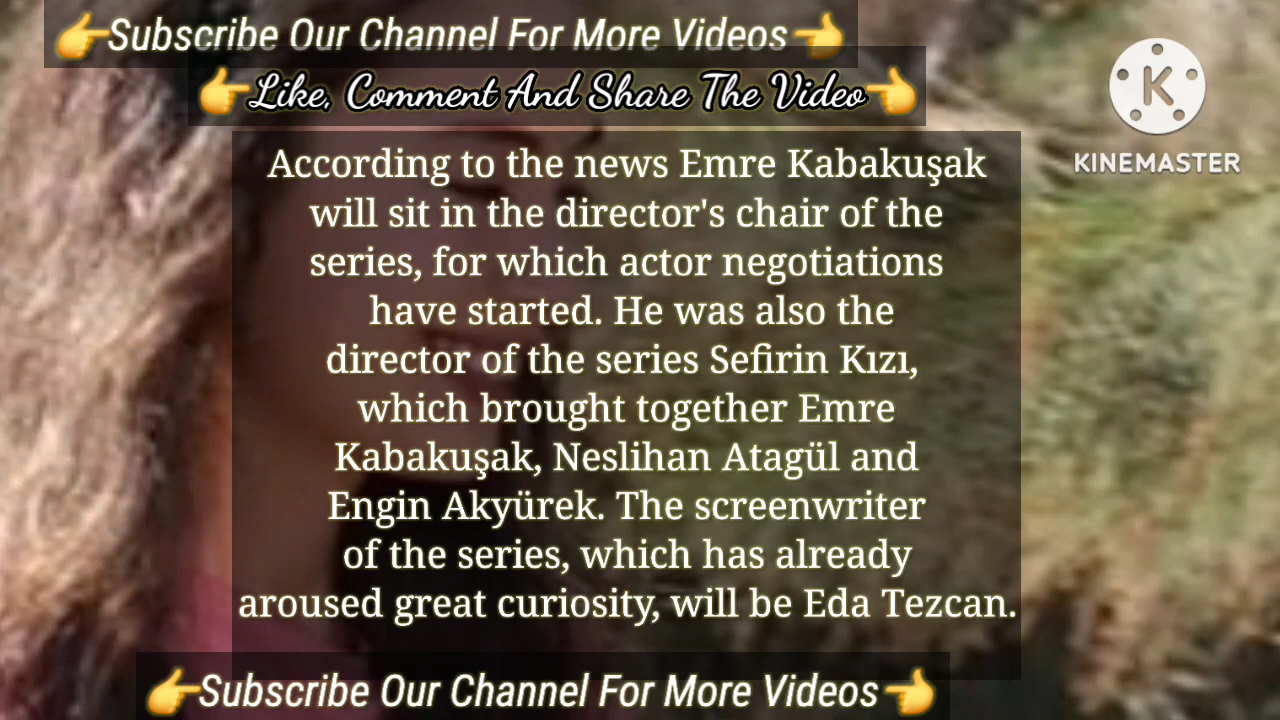 👉Subscribe Our Channel For More Videos👈
👉Like, Comment And Share The Video👈
According to the news Emre Kabakuşak
will sit in the director's chair of the
series, for which actor negotiations
have started. He was also the
director of the series Sefirin Kızı,
which brought together Emre
Kabakuşak, Neslihan Atagül and
Engin Akyürek. The screenwriter
of the series, which has already
aroused great curiosity, will be Eda Tezcan.
👉Subscribe Our Channel For More Videos👈
K
KINEMASTER